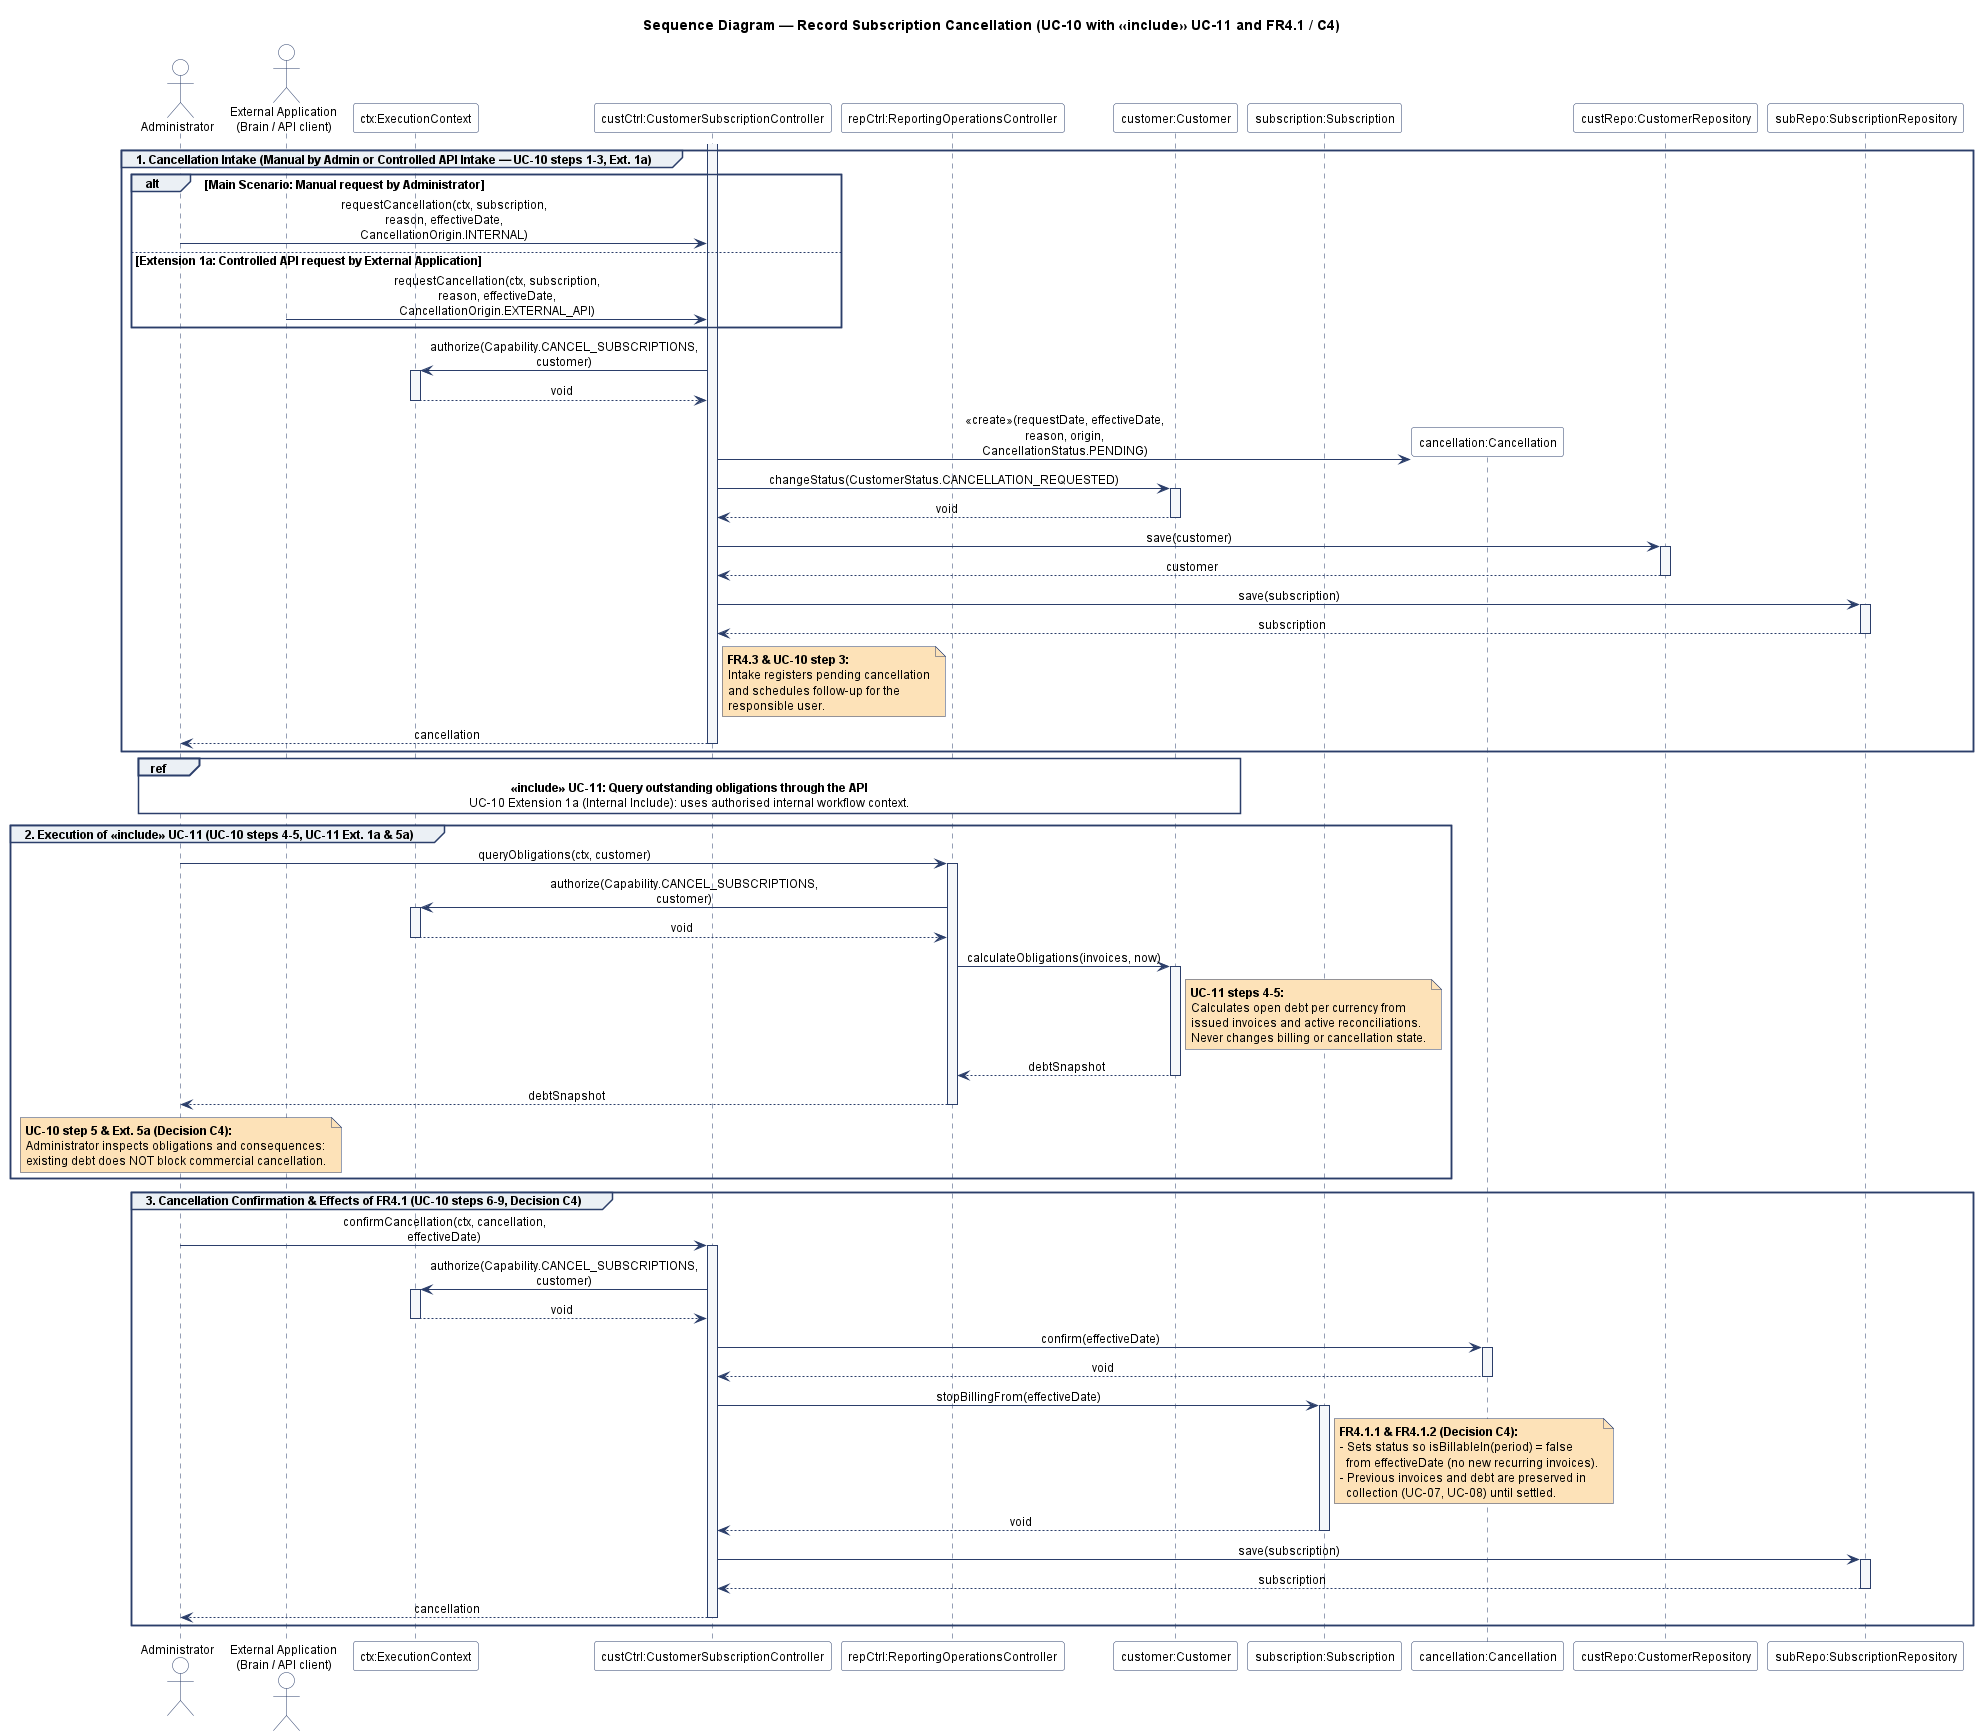 Sequence Diagram — Record Subscription Cancellation (UC-10 with «include» UC-11 and FR4.1 / C4)
Administrator
External Application
(Brain / API client)
ctx:ExecutionContext
custCtrl:CustomerSubscriptionController
repCtrl:ReportingOperationsController
customer:Customer
subscription:Subscription
custRepo:CustomerRepository
subRepo:SubscriptionRepository
1. Cancellation Intake (Manual by Admin or Controlled API Intake — UC-10 steps 1-3, Ext. 1a)
alt
[Main Scenario: Manual request by Administrator]
requestCancellation(ctx, subscription,
reason, effectiveDate,
CancellationOrigin.INTERNAL)
[Extension 1a: Controlled API request by External Application]
requestCancellation(ctx, subscription,
reason, effectiveDate,
CancellationOrigin.EXTERNAL_API)
authorize(Capability.CANCEL_SUBSCRIPTIONS,
customer)
void
«create»(requestDate, effectiveDate,
reason, origin,
CancellationStatus.PENDING)
cancellation:Cancellation
changeStatus(CustomerStatus.CANCELLATION_REQUESTED)
void
save(customer)
customer
save(subscription)
subscription
FR4.3 & UC-10 step 3:
Intake registers pending cancellation
and schedules follow-up for the
responsible user.
cancellation
ref
«include» UC-11: Query outstanding obligations through the API
UC-10 Extension 1a (Internal Include): uses authorised internal workflow context.
2. Execution of «include» UC-11 (UC-10 steps 4-5, UC-11 Ext. 1a & 5a)
queryObligations(ctx, customer)
authorize(Capability.CANCEL_SUBSCRIPTIONS,
customer)
void
calculateObligations(invoices, now)
UC-11 steps 4-5:
Calculates open debt per currency from
issued invoices and active reconciliations.
Never changes billing or cancellation state.
debtSnapshot
debtSnapshot
UC-10 step 5 & Ext. 5a (Decision C4):
Administrator inspects obligations and consequences:
existing debt does NOT block commercial cancellation.
3. Cancellation Confirmation & Effects of FR4.1 (UC-10 steps 6-9, Decision C4)
confirmCancellation(ctx, cancellation,
effectiveDate)
authorize(Capability.CANCEL_SUBSCRIPTIONS,
customer)
void
confirm(effectiveDate)
void
stopBillingFrom(effectiveDate)
FR4.1.1 & FR4.1.2 (Decision C4):
- Sets status so isBillableIn(period) = false
from effectiveDate (no new recurring invoices).
- Previous invoices and debt are preserved in
collection (UC-07, UC-08) until settled.
void
save(subscription)
subscription
cancellation
Administrator
External Application
(Brain / API client)
ctx:ExecutionContext
custCtrl:CustomerSubscriptionController
repCtrl:ReportingOperationsController
customer:Customer
subscription:Subscription
cancellation:Cancellation
custRepo:CustomerRepository
subRepo:SubscriptionRepository